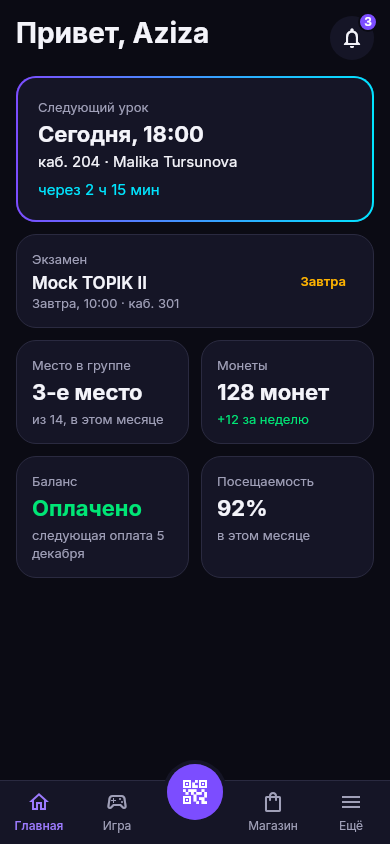 Привет, Aziza
3
Следующий урок
Сегодня, 18:00
каб. 204 · Malika Tursunova
через 2 ч 15 мин
Экзамен
Mock TOPIK II
Завтра
Завтра, 10:00 · каб. 301
Место в группе
3-е место
из 14, в этом месяце
Монеты
128 монет
+12 за неделю
Баланс
Оплачено
следующая оплата 5
декабря
Посещаемость
92%
в этом месяце
Главная
Игра
Магазин
Ещё